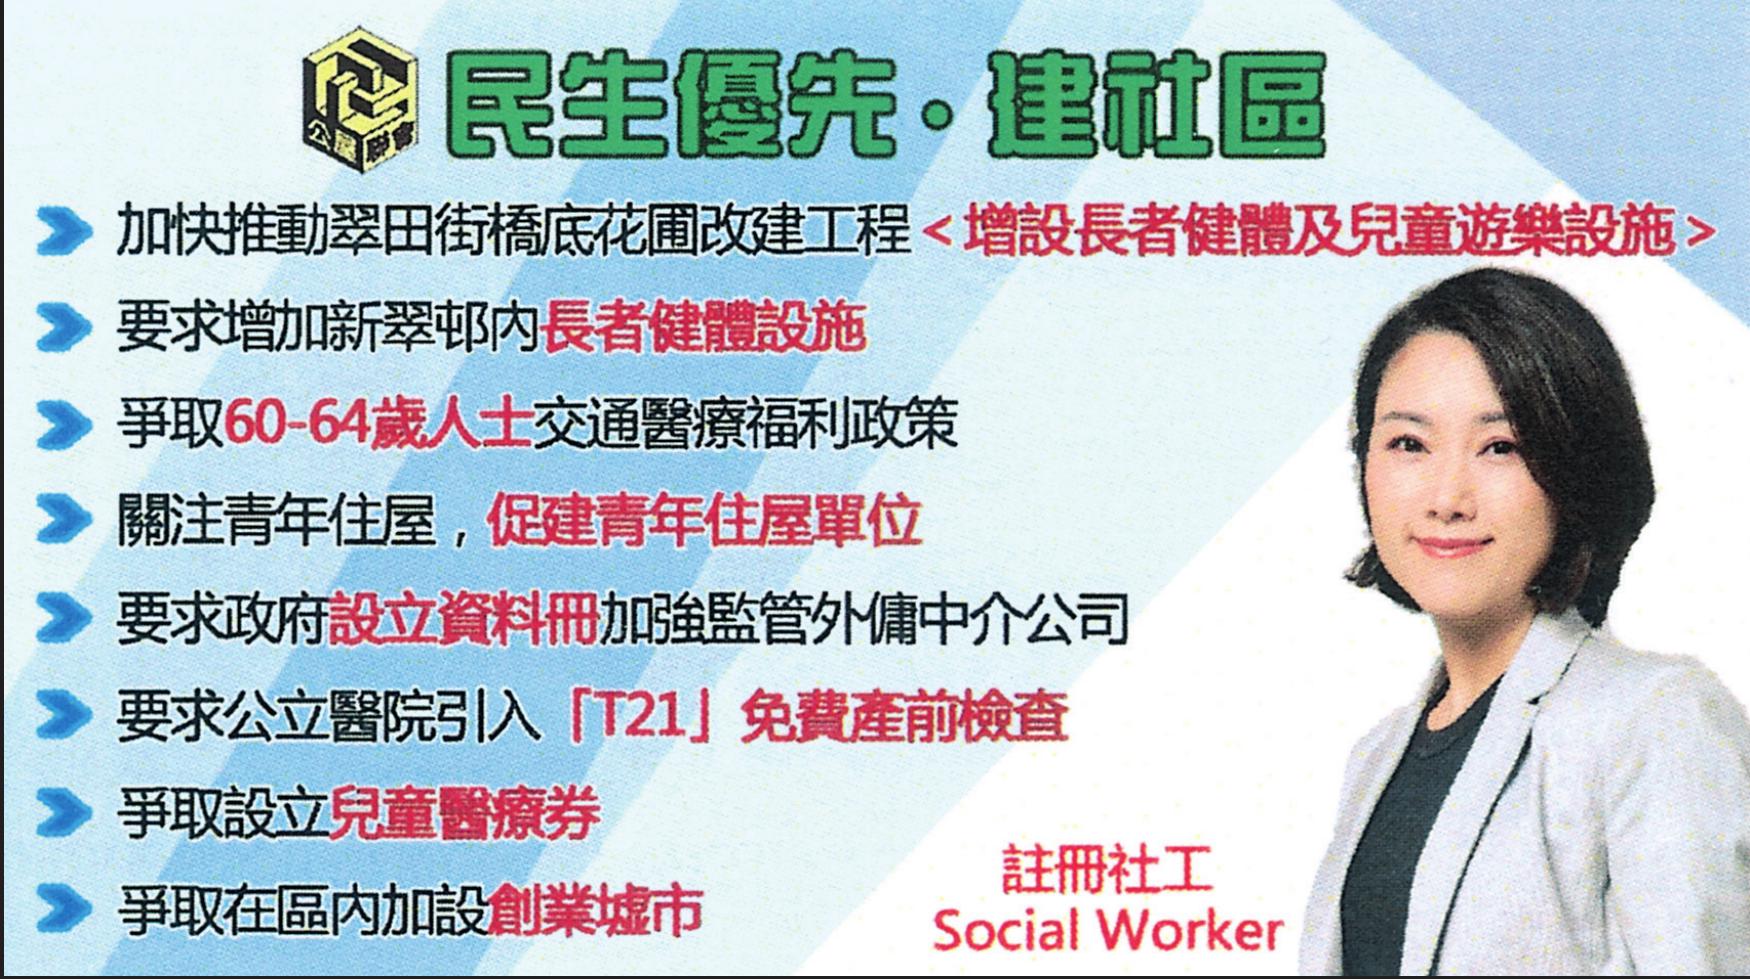 公屋聯會
民生優先・建社區
加快推動翠田街橋底花圃改建工程<增設長者健體及兒童遊樂設施>
要求增加新翠邨內長者健體設施
爭取60-64歲人士交通醫療福利政策
關注青年住屋，促建青年住屋單位
要求政府設立資料冊加強監管外傭中介公司
要求公立醫院引入「T21」免費產前檢查
爭取設立兒童醫療券
爭取在區內加設創業墟市
註冊社工
Social Worker